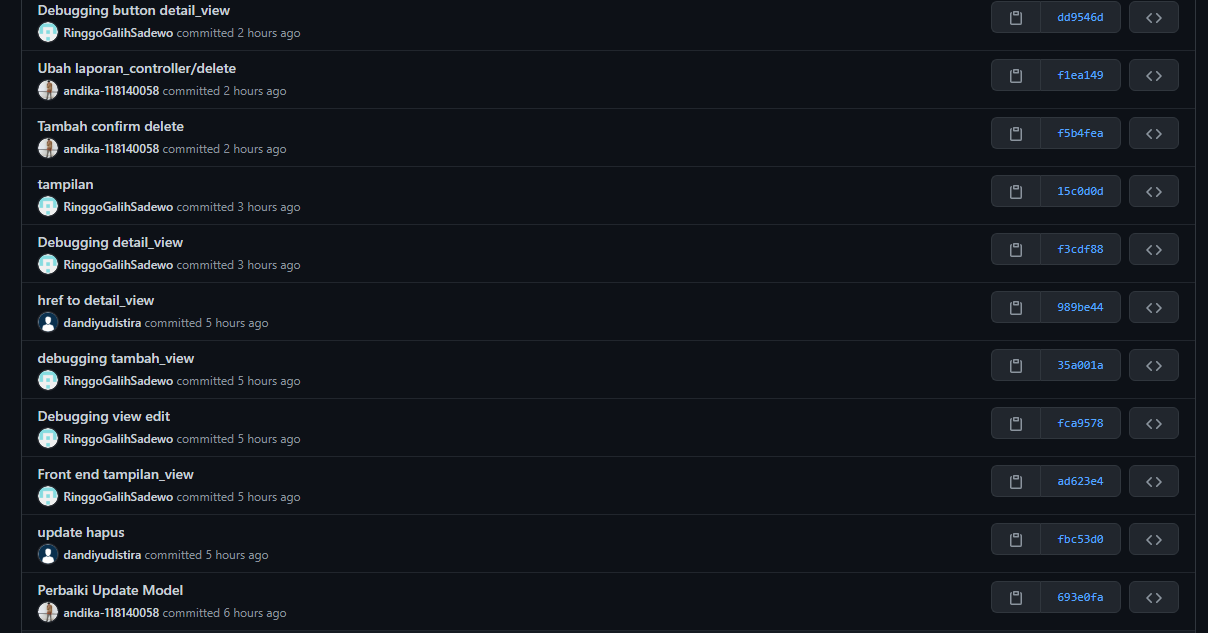 Debugging button detail_view
RinggoGalihSadewo committed 2 hours ago
dd9546d
Ubah laporan_controller/delete
andika-118140058 committed 2 hours ago
f1ea149
Tambah confirm delete
andika-118140058 committed 2 hours ago
f5b4fea
tampilan
RinggoGalihSadewo committed 3 hours ago
15c0d0d
Debugging detail_view
RinggoGalihSadewo committed 3 hours ago
f3cdf88
href to detail_view
dandiyudistira committed 5 hours ago
989be44
debugging tambah_view
RinggoGalihSadewo committed 5 hours ago
35a001a
Debugging view edit
RinggoGalihSadewo committed 5 hours ago
fca9578
Front end tampilan_view
RinggoGalihSadewo committed 5 hours ago
ad623e4
update hapus
dandiyudistira committed 5 hours ago
fbc53d0
Perbaiki Update Model
andika-118140058 committed 6 hours ago
693e0fa